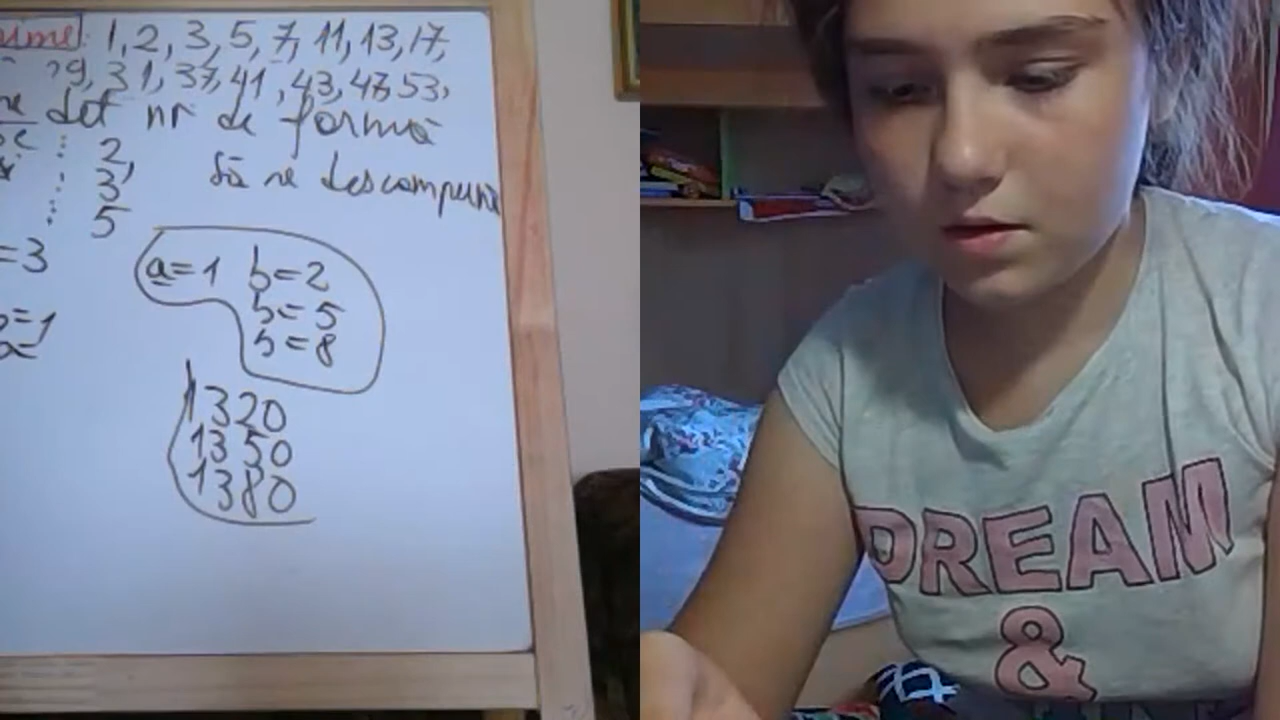 1, 2, 3, 5, 7, 11, 13, 17,
29, 31, 37, 41, 43, 47, 53,
det nr de forma
2,
3,
să se descompună
5
=3
a=1 b=2
b=5
b=8
b=1
a=
1320
1350
1380
DREAM
&